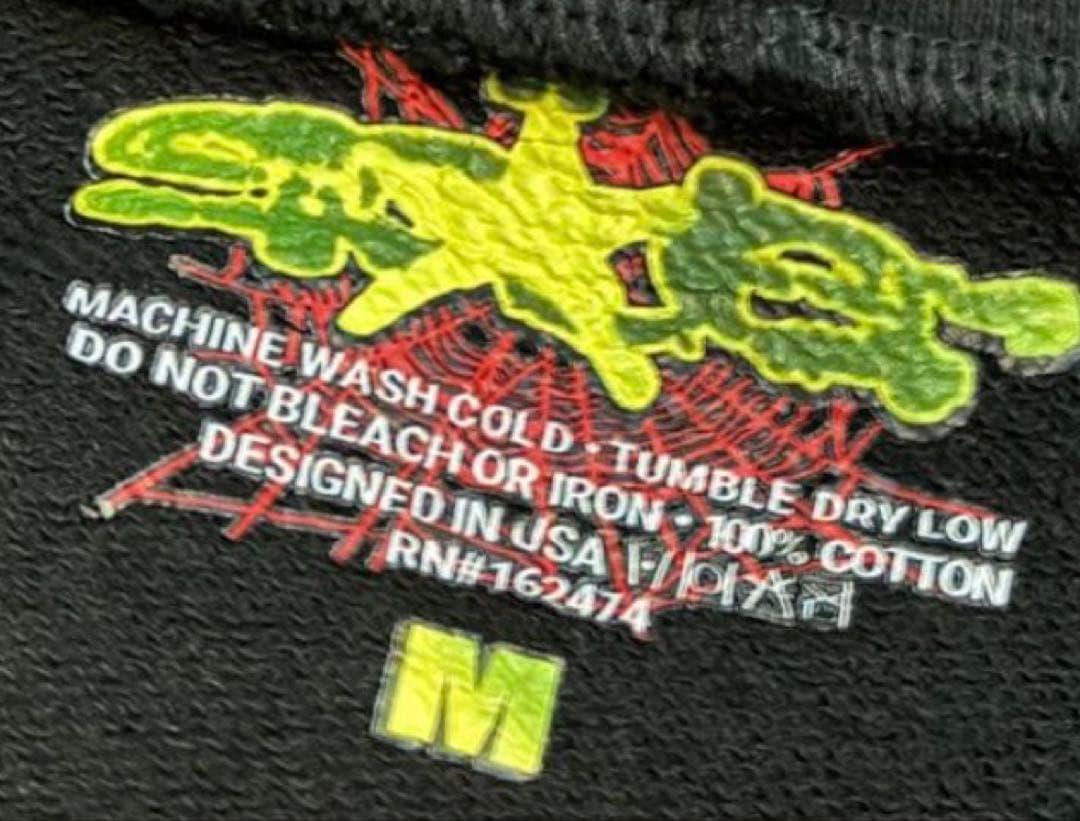 MACHINE WASH COLD • TUMBLE DRY LOW
DO NOT BLEACH OR IRON • 100% COTTON
DESIGNED IN USA
RN#162474
M